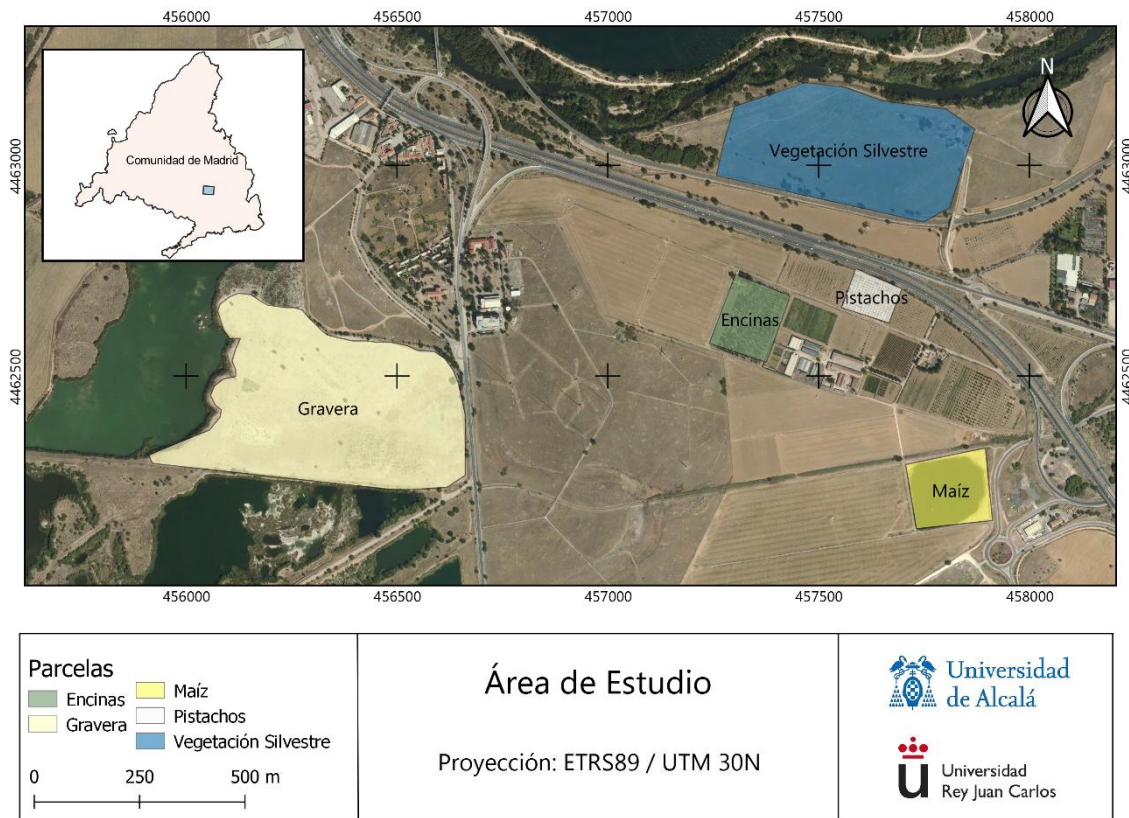 456000
456500
457000
457500
458000
4463000
4462500
Comunidad de Madrid
N
Vegetación Silvestre
Pistachos
Encinas
Gravera
Maíz
4463000
4462500
456000
456500
457000
457500
458000
Parcelas
Encinas
Gravera
Maíz
Pistachos
Vegetación Silvestre
0
250
500 m
Área de Estudio
Proyección: ETRS89 / UTM 30N
Universidad
de Alcalá
u
Universidad
Rey Juan Carlos